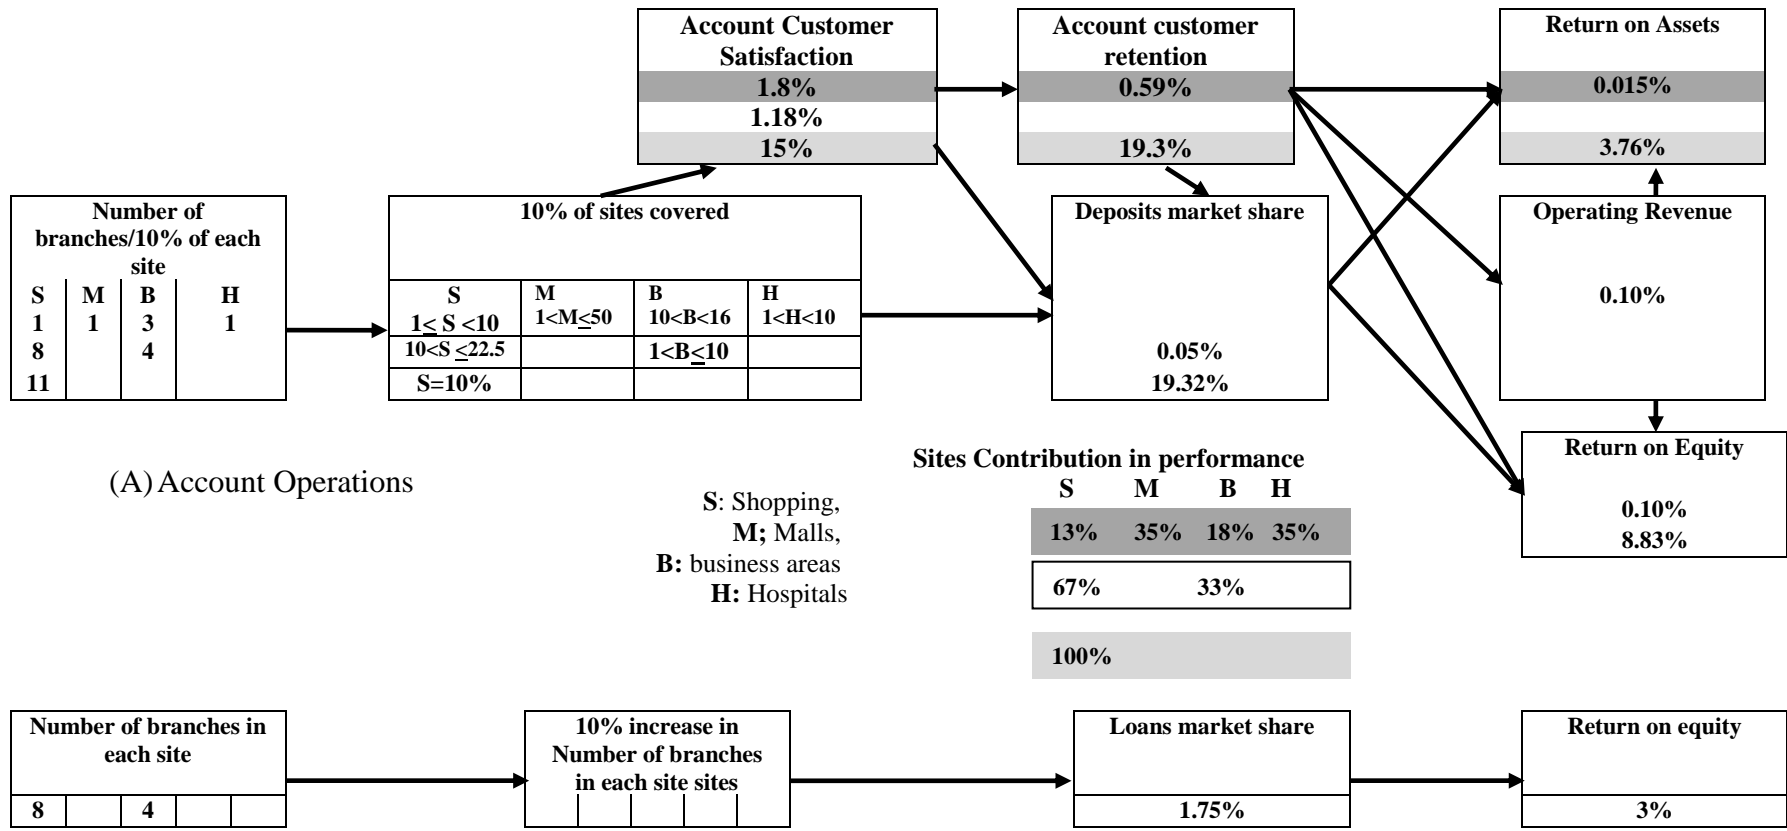 Account Customer
Satisfaction
1.8%
1.18%
15%
Account customer
retention
0.59%
19.3%
Return on Assets
0.015%
3.76%
Number of
branches/10% of each
site
S M B H
1 1 3 1
8 4
11
10% of sites covered
S M B H
1≤ S <10 1<M≤50 10<B<16 1<H<10
10<S ≤22.5 1<B≤10
S=10%
Deposits market share
0.05%
19.32%
Operating Revenue
0.10%
Return on Equity
0.10%
8.83%
(A) Account Operations
S: Shopping,
M; Malls,
B: business areas
H: Hospitals
Sites Contribution in performance
S M B H
13% 35% 18% 35%
67% 33%
100%
Number of branches in
each site
8 4
10% increase in
Number of branches
in each site sites
Loans market share
1.75%
Return on equity
3%